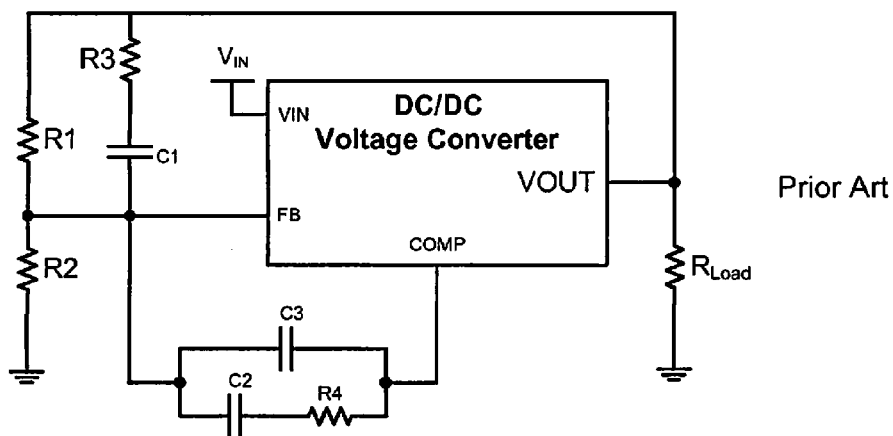 R3
V_IN
DC/DC
Voltage Converter
VIN
R1
C1
VOUT
Prior Art
FB
COMP
R2
R_Load
C3
C2
R4